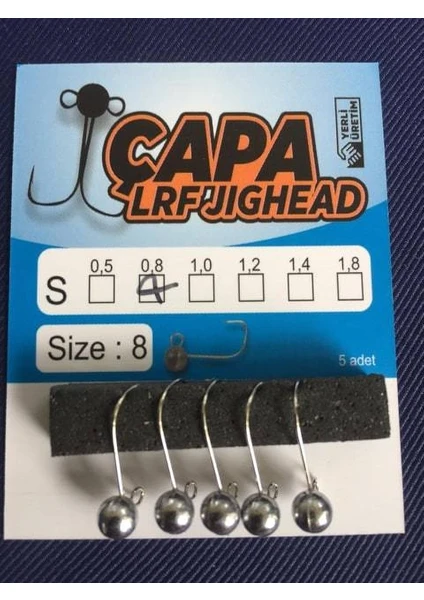 ÇAPA
LRF JIGHEAD
YERLİ
ÜRETİM
0,5 0,8 1,0 1,2 1,4 1,8
S
Size : 8
5 adet